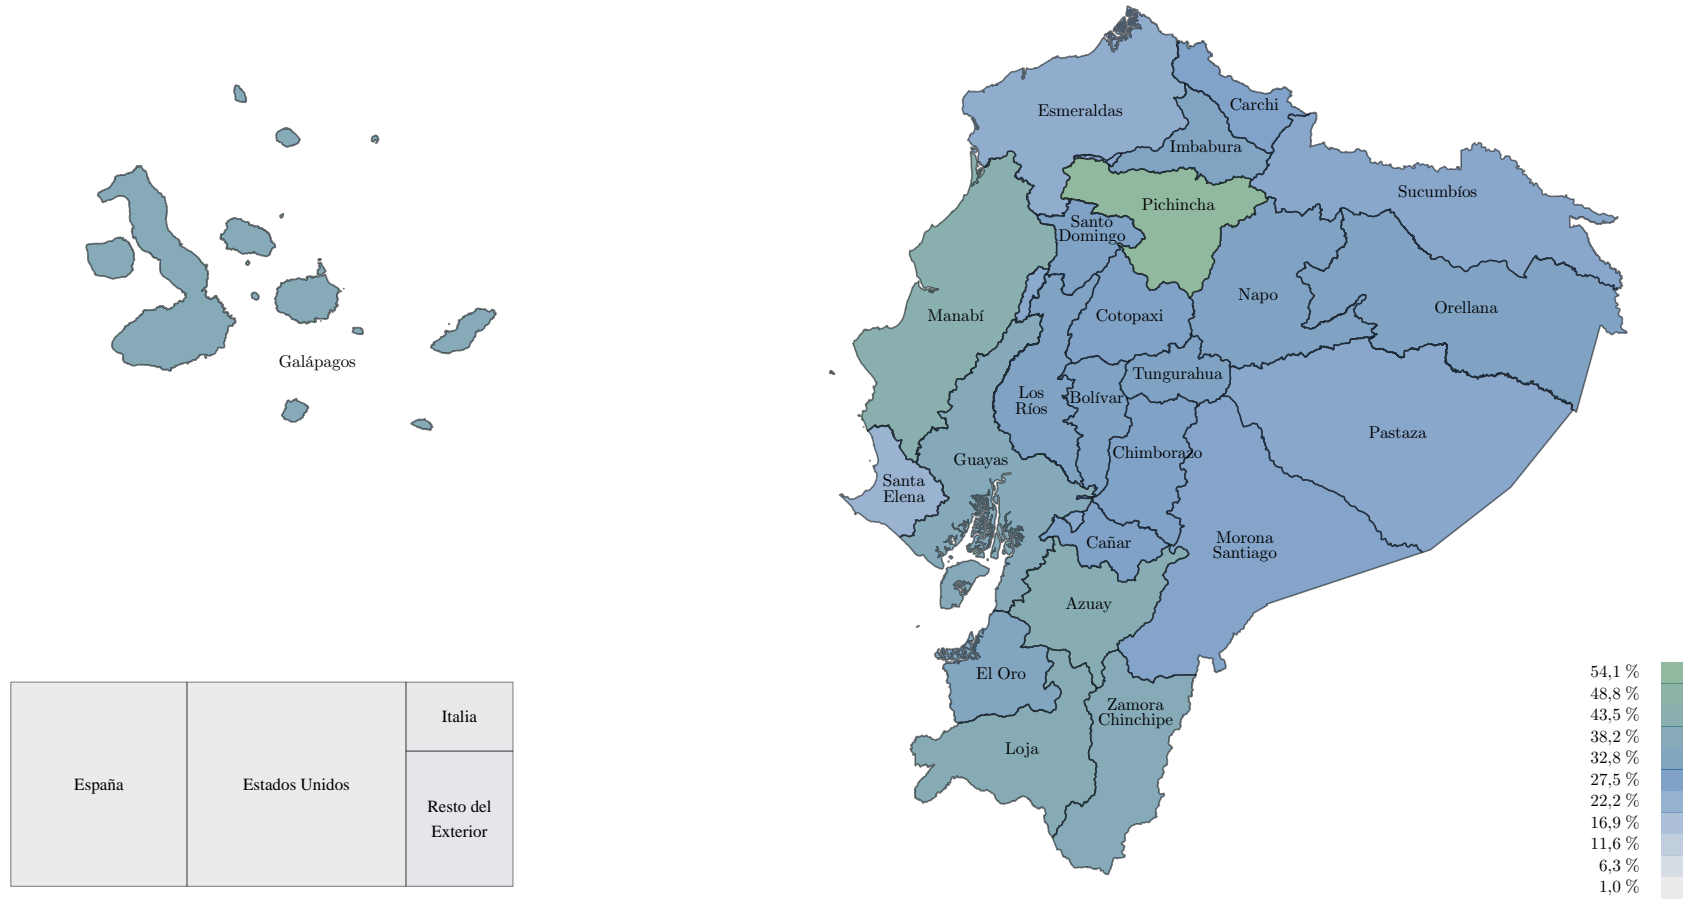 Esmeraldas
Carchi
Imbabura
Sucumbíos
Pichincha
Santo
Domingo
Napo
Orellana
Manabí
Cotopaxi
Galápagos
Tungurahua
Los
Ríos
Bolívar
Pastaza
Chimborazo
Guayas
Santa
Elena
Cañar
Morona
Santiago
Azuay
El Oro
Zamora
Chinchipe
Loja
España
Estados Unidos
Italia
Resto del
Exterior
54,1 %
48,8 %
43,5 %
38,2 %
32,8 %
27,5 %
22,2 %
16,9 %
11,6 %
6,3 %
1,0 %